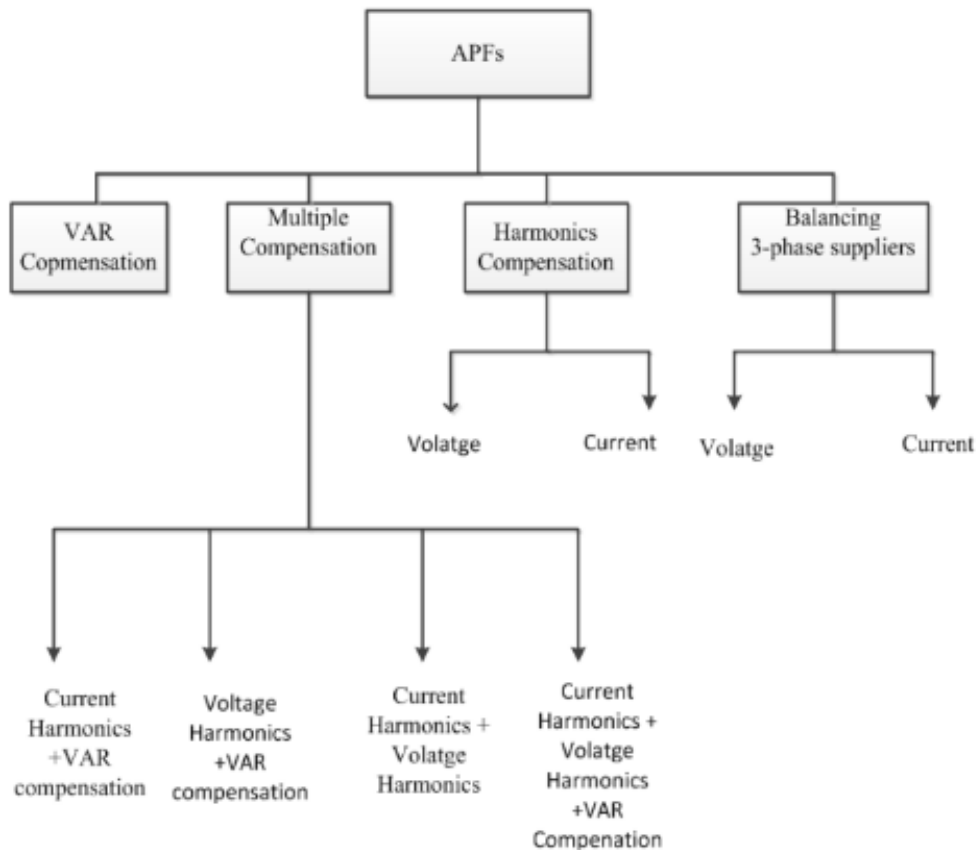 APFs
VAR
Copmensation
Multiple
Compensation
Harmonics
Compensation
Balancing
3-phase suppliers
Volatge
Current
Volatge
Current
Current
Harmonics
+VAR
compensation
Voltage
Harmonics
+VAR
compensation
Current
Harmonics +
Volatge
Harmonics
Current
Harmonics +
Volatge
Harmonics
+VAR
Compenation